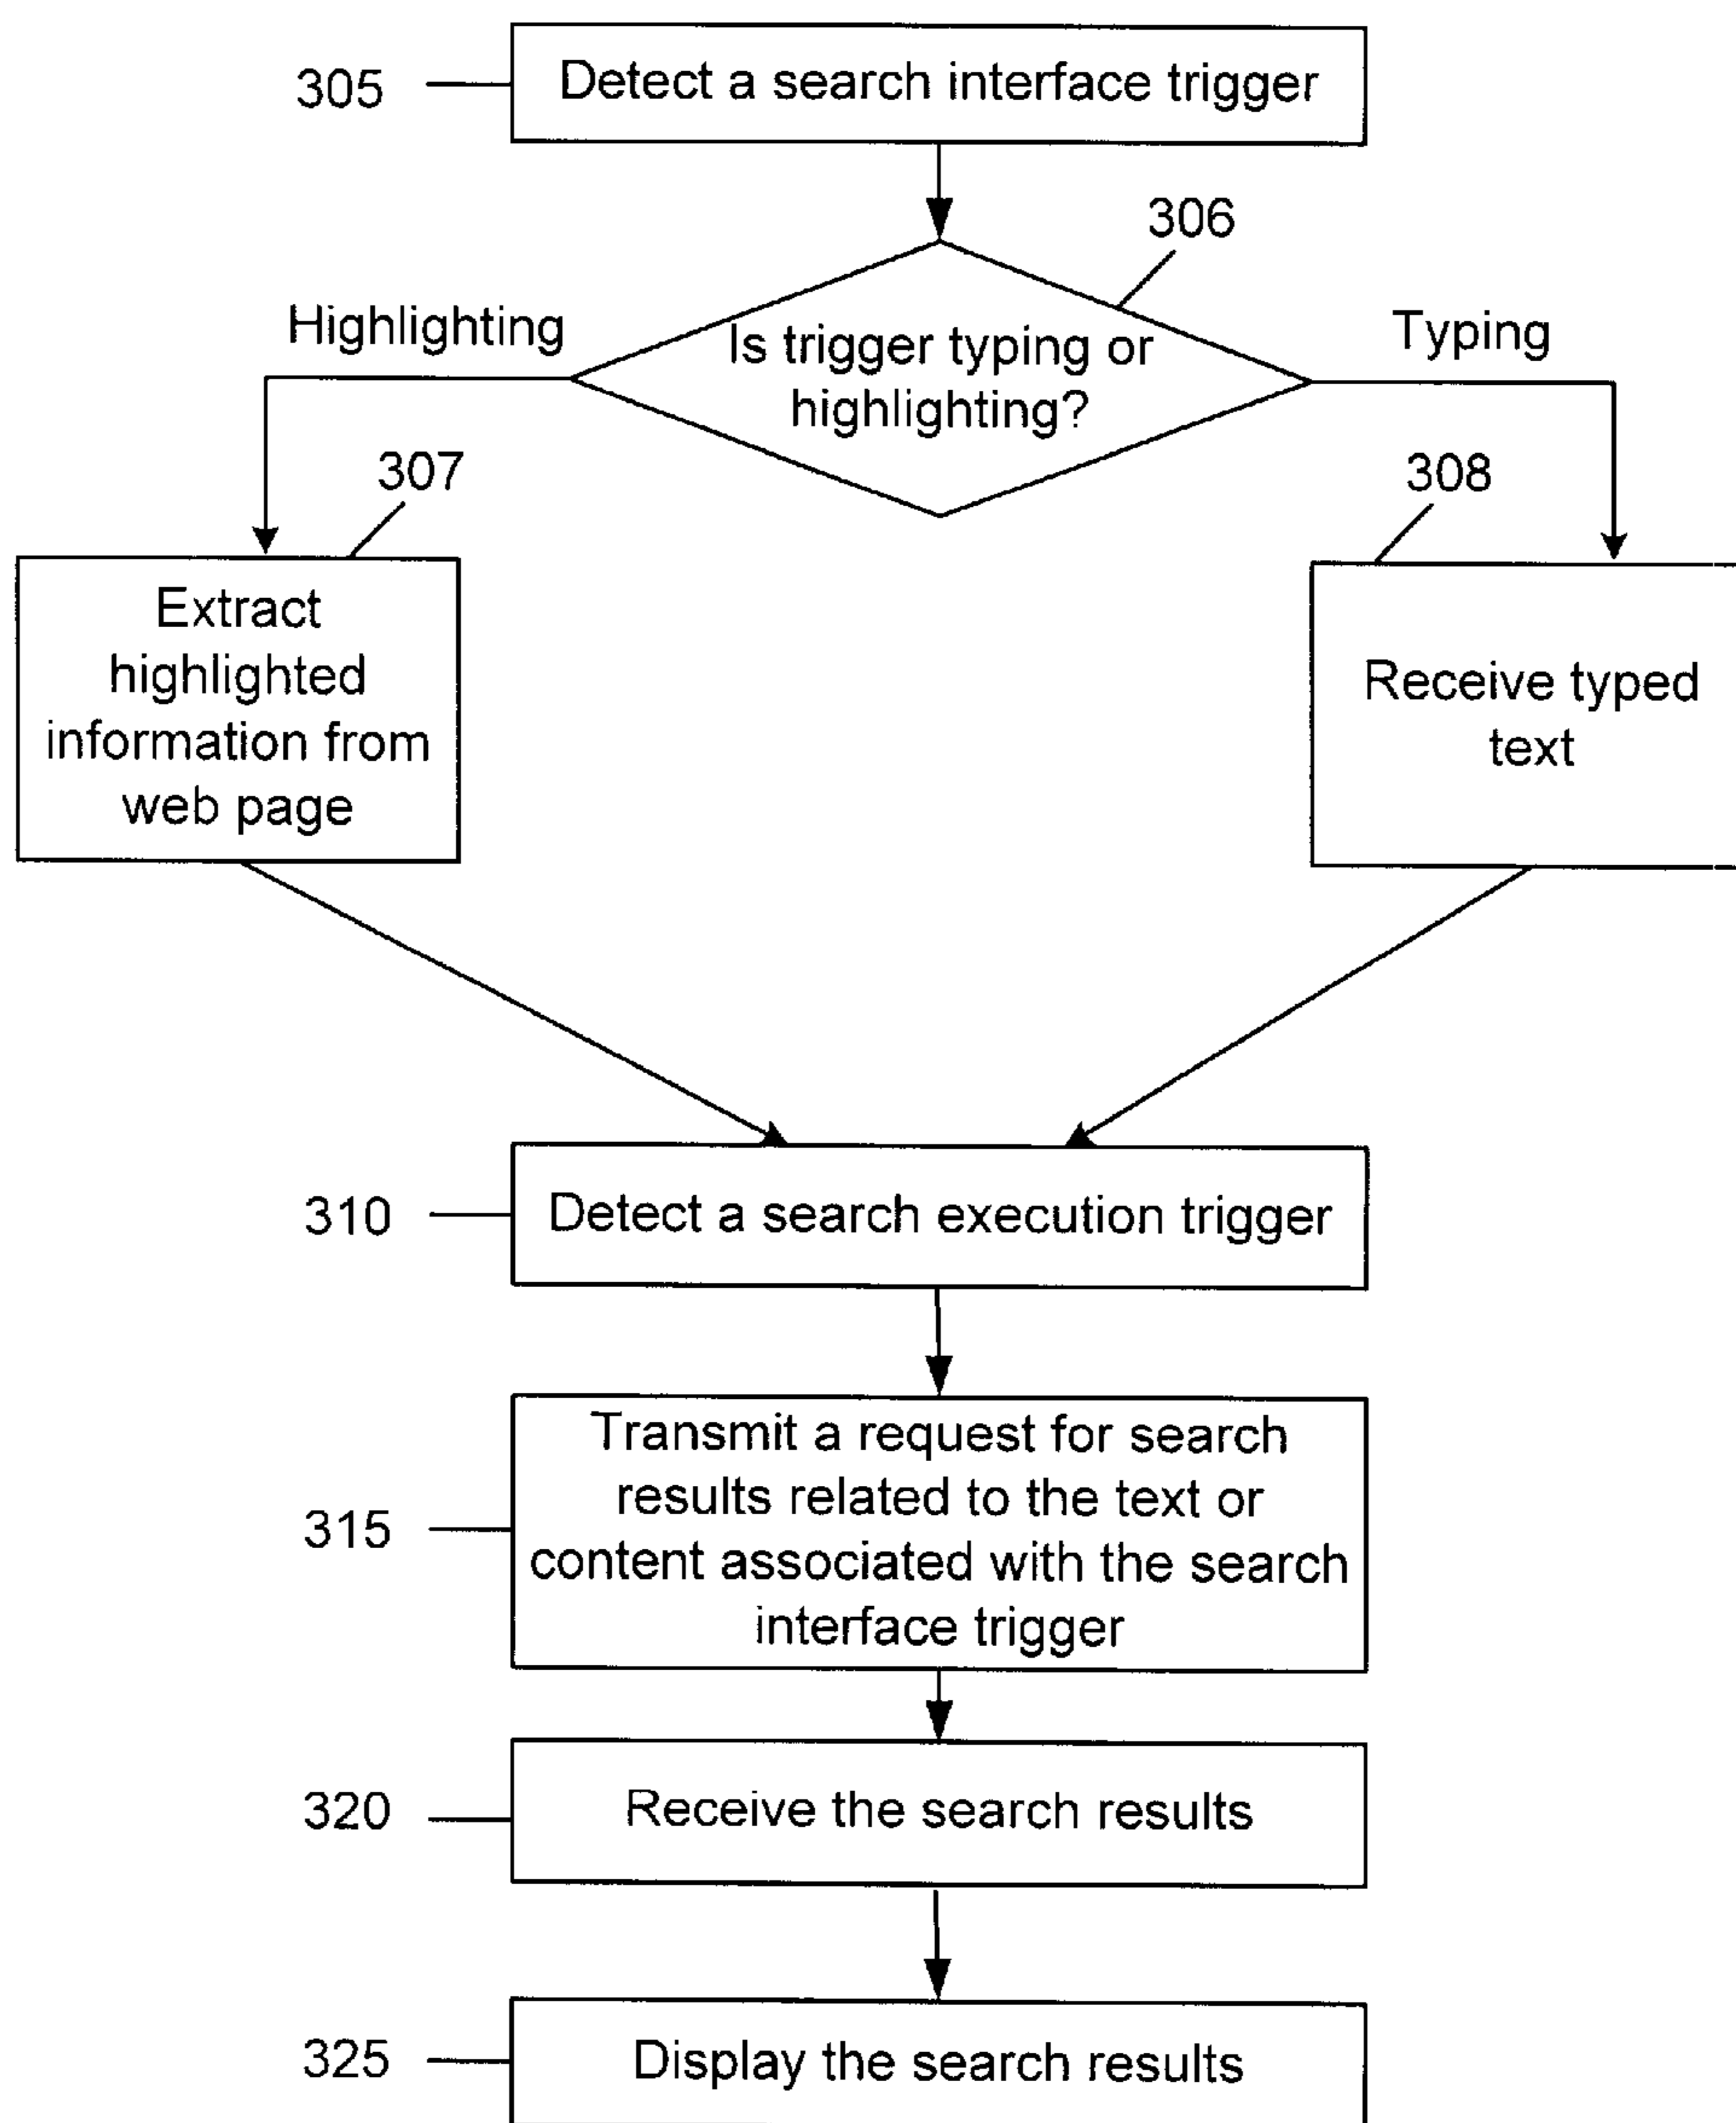 305
Detect a search interface trigger
306
Highlighting
Is trigger typing or
highlighting?
Typing
307
308
Extract
highlighted
information from
web page
Receive typed
text
310
Detect a search execution trigger
315
Transmit a request for search
results related to the text or
content associated with the search
interface trigger
320
Receive the search results
325
Display the search results